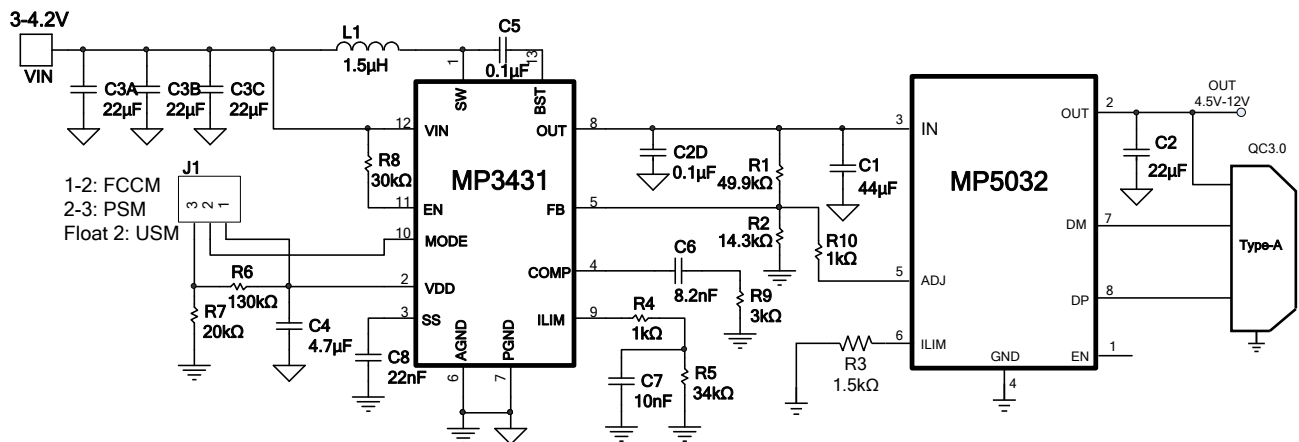 3-4.2V
VIN
C3A
22µF
C3B
22µF
C3C
22µF
L1
1.5µH
C5
0.1µF
1
13
SW
BST
12
VIN
OUT
8
R8
30kΩ
MP3431
11
EN
FB
5
10
MODE
COMP
4
2
VDD
3
SS
ILIM
9
AGND
PGND
6
7
J1
3
2
1
1-2: FCCM
2-3: PSM
Float 2: USM
R6
130kΩ
R7
20kΩ
C4
4.7µF
C8
22nF
C2D
0.1µF
R1
49.9kΩ
C1
44µF
R2
14.3kΩ
R10
1kΩ
C6
8.2nF
R9
3kΩ
R4
1kΩ
C7
10nF
R5
34kΩ
R3
1.5kΩ
3
IN
OUT
2
MP5032
DM
7
5
ADJ
DP
8
6
ILIM
GND
4
EN
1
OUT
4.5V-12V
C2
22µF
QC3.0
Type-A